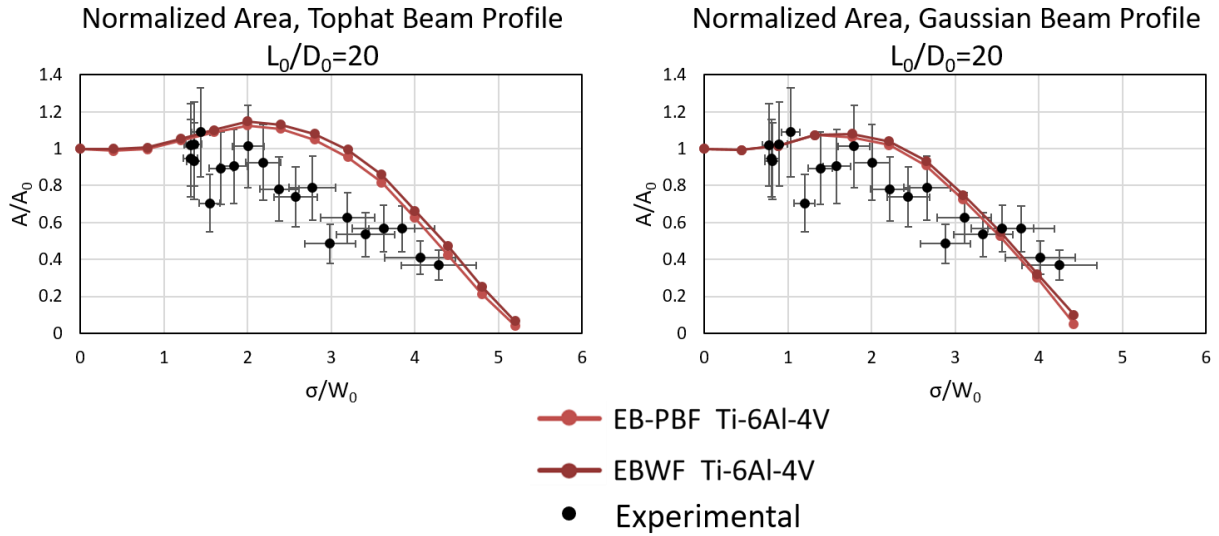 Normalized Area, Tophat Beam Profile
L₀/D₀=20
1.4
1.2
1
0.8
0.6
0.4
0.2
0
A/A₀
0 1 2 3 4 5 6
σ/W₀
Normalized Area, Gaussian Beam Profile
L₀/D₀=20
1.4
1.2
1
0.8
0.6
0.4
0.2
0
A/A₀
0 1 2 3 4 5 6
σ/W₀
EB-PBF Ti-6Al-4V
EBWF Ti-6Al-4V
Experimental